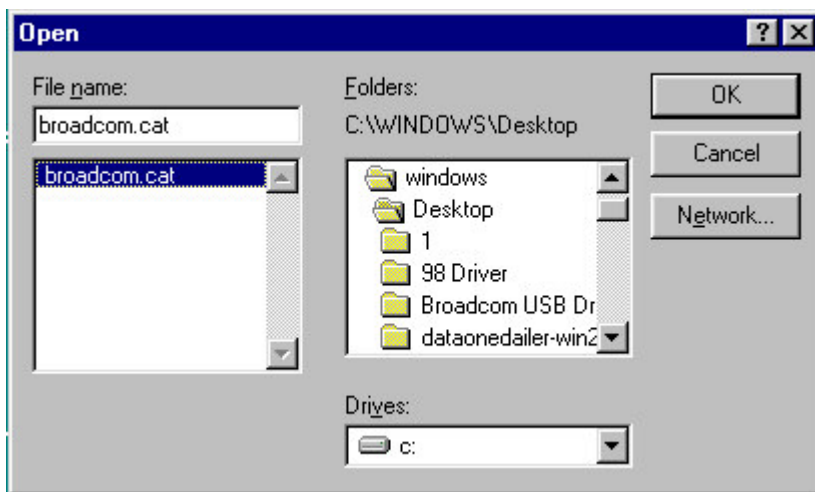 Open
File name:
broadcom.cat
broadcom.cat
Folders:
C:\WINDOWS\Desktop
windows
Desktop
1
98 Driver
Broadcom USB Dr
dataonedailer-win2
Drives:
c:
OK
Cancel
Network...